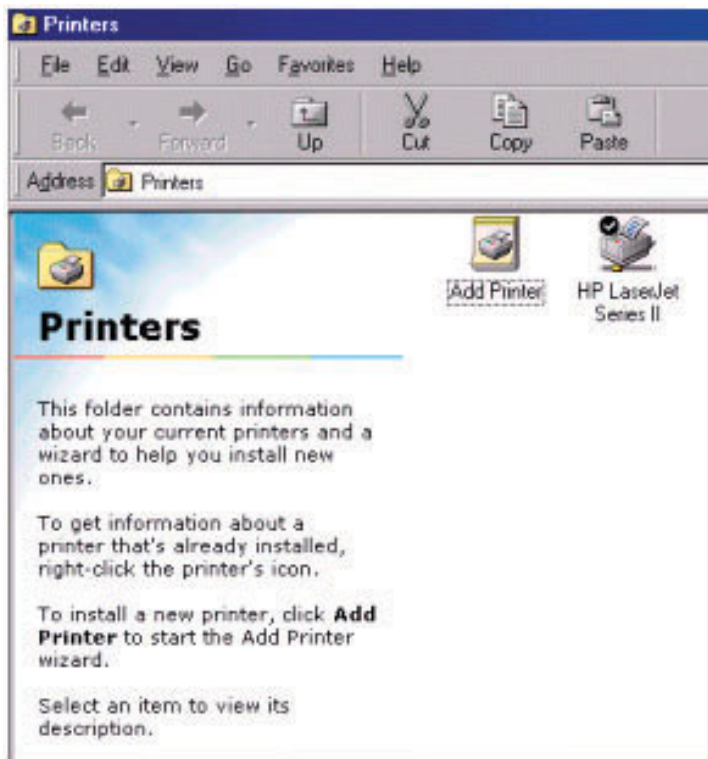 Printers
File Edit View Go Favorites Help
Back Forward Up Cut Copy Paste
Address Printers
Add Printer
HP LaserJet
Series II
Printers
This folder contains information
about your current printers and a
wizard to help you install new
ones.
To get information about a
printer that's already installed,
right-click the printer's icon.
To install a new printer, click Add
Printer to start the Add Printer
wizard.
Select an item to view its
description.